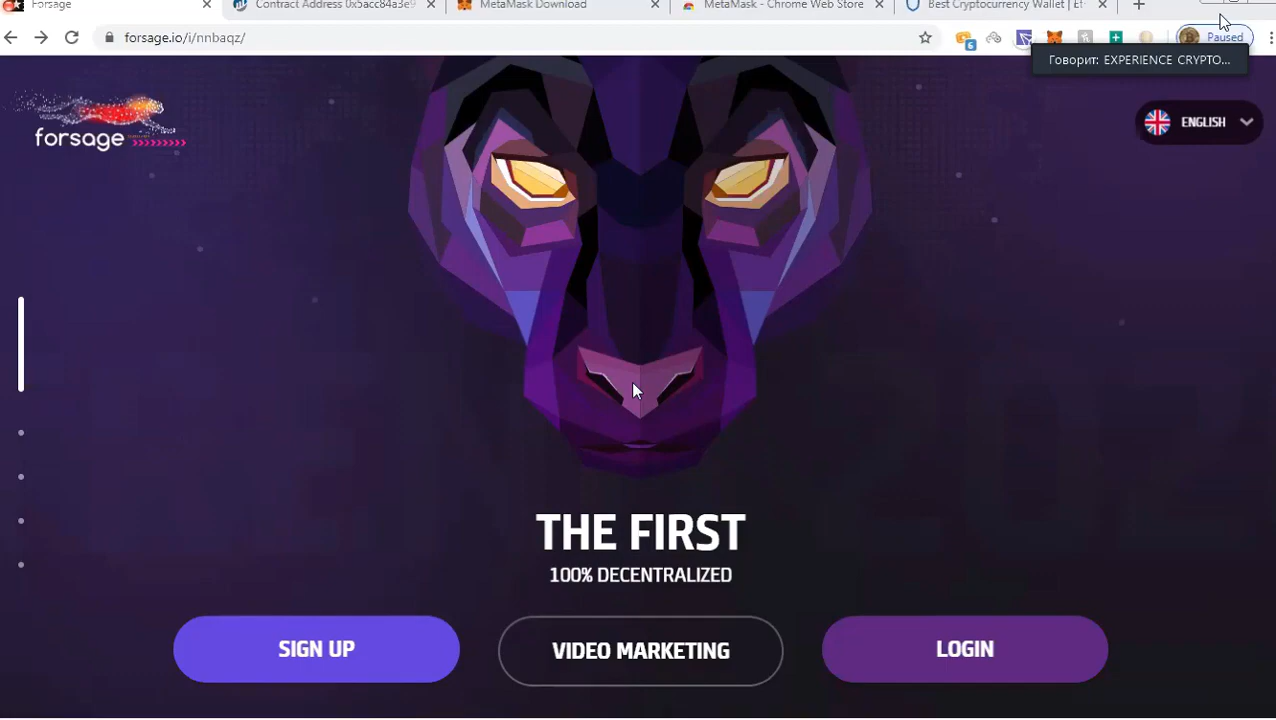 Forsage
Contract Address 0x5acc84a3e9
MetaMask Download
MetaMask - Chrome Web Store
Best Cryptocurrency Wallet | Et
forsage.io/i/nnbaqz/
6
Paused
Говорит: EXPERIENCE CRYPTO...
forsage
ENGLISH
THE FIRST
100% DECENTRALIZED
SIGN UP
VIDEO MARKETING
LOGIN